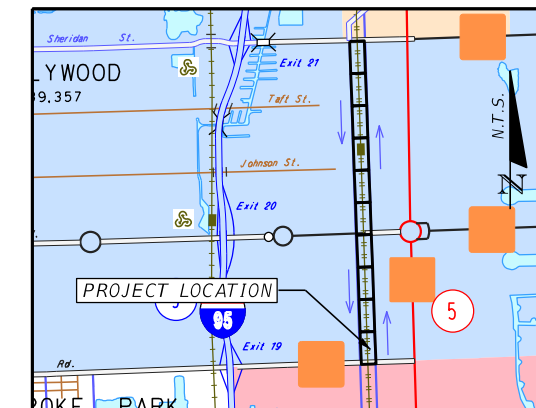 Sheridan St.
Exit 21
LYWOOD
39.357
Taft St.
N.T.S.
Johnson St.
N
Exit 20
PROJECT LOCATION
5
95
Exit 19
Rd.
PARK